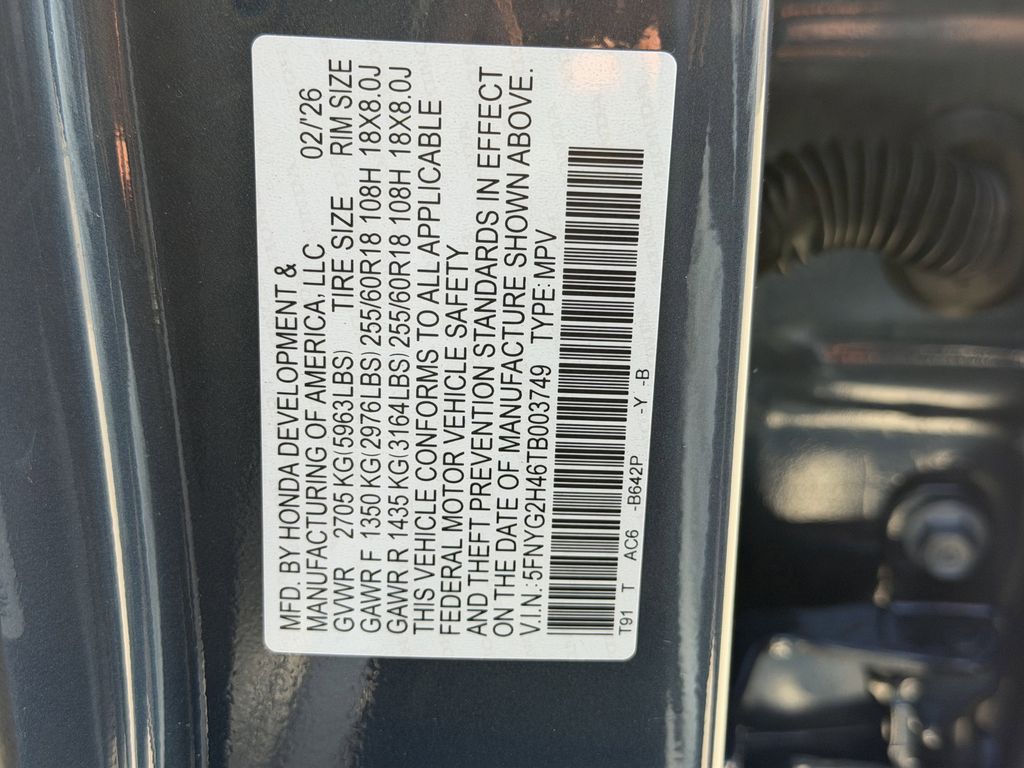 MFD. BY HONDA DEVELOPMENT &
MANUFACTURING OF AMERICA, LLC 02/'26
GVWR 2705 KG(5963LBS) TIRE SIZE RIM SIZE
GAWR F 1350 KG(2976LBS) 255/60R18 108H 18X8.0J
GAWR R 1435 KG(3164LBS) 255/60R18 108H 18X8.0J
THIS VEHICLE CONFORMS TO ALL APPLICABLE
FEDERAL MOTOR VEHICLE SAFETY
AND THEFT PREVENTION STANDARDS IN EFFECT
ON THE DATE OF MANUFACTURE SHOWN ABOVE.
V.I.N.: 5FNYG2H46TB003749 TYPE: MPV
T91 T AC6 -B642P -Y -B